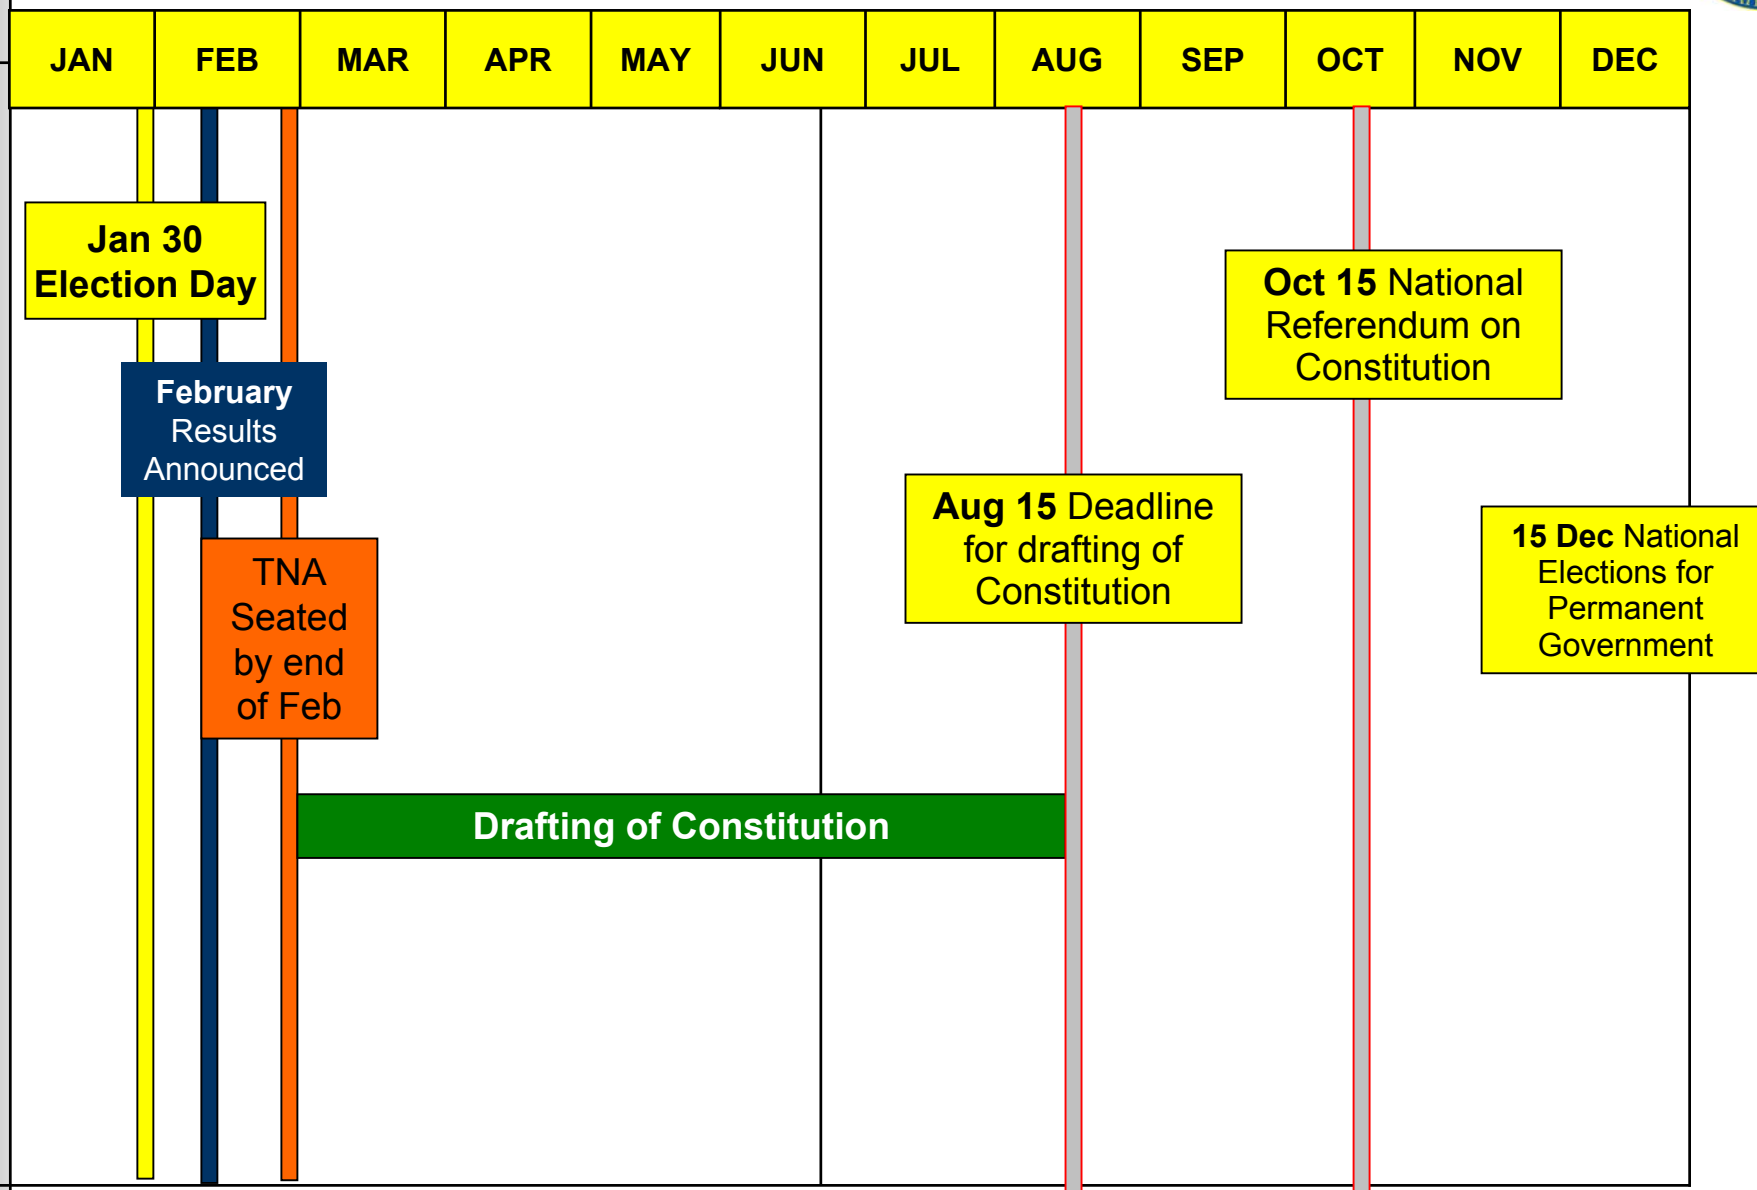 JAN FEB MAR APR MAY JUN JUL AUG SEP OCT NOV DEC
Jan 30
Election Day
February
Results
Announced
TNA
Seated
by end
of Feb
Drafting of Constitution
Aug 15 Deadline
for drafting of
Constitution
Oct 15 National
Referendum on
Constitution
15 Dec National
Elections for
Permanent
Government